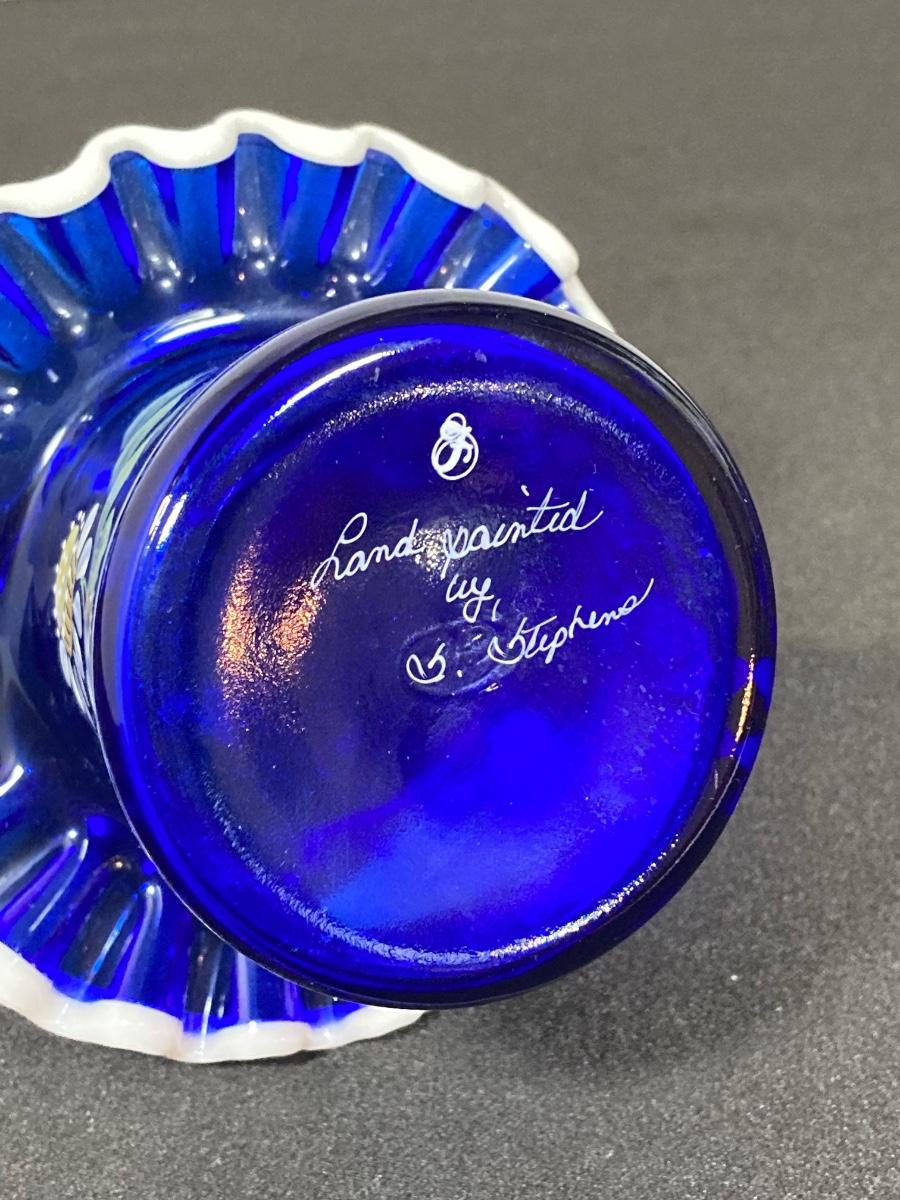 Hand painted
by
S. Stephens